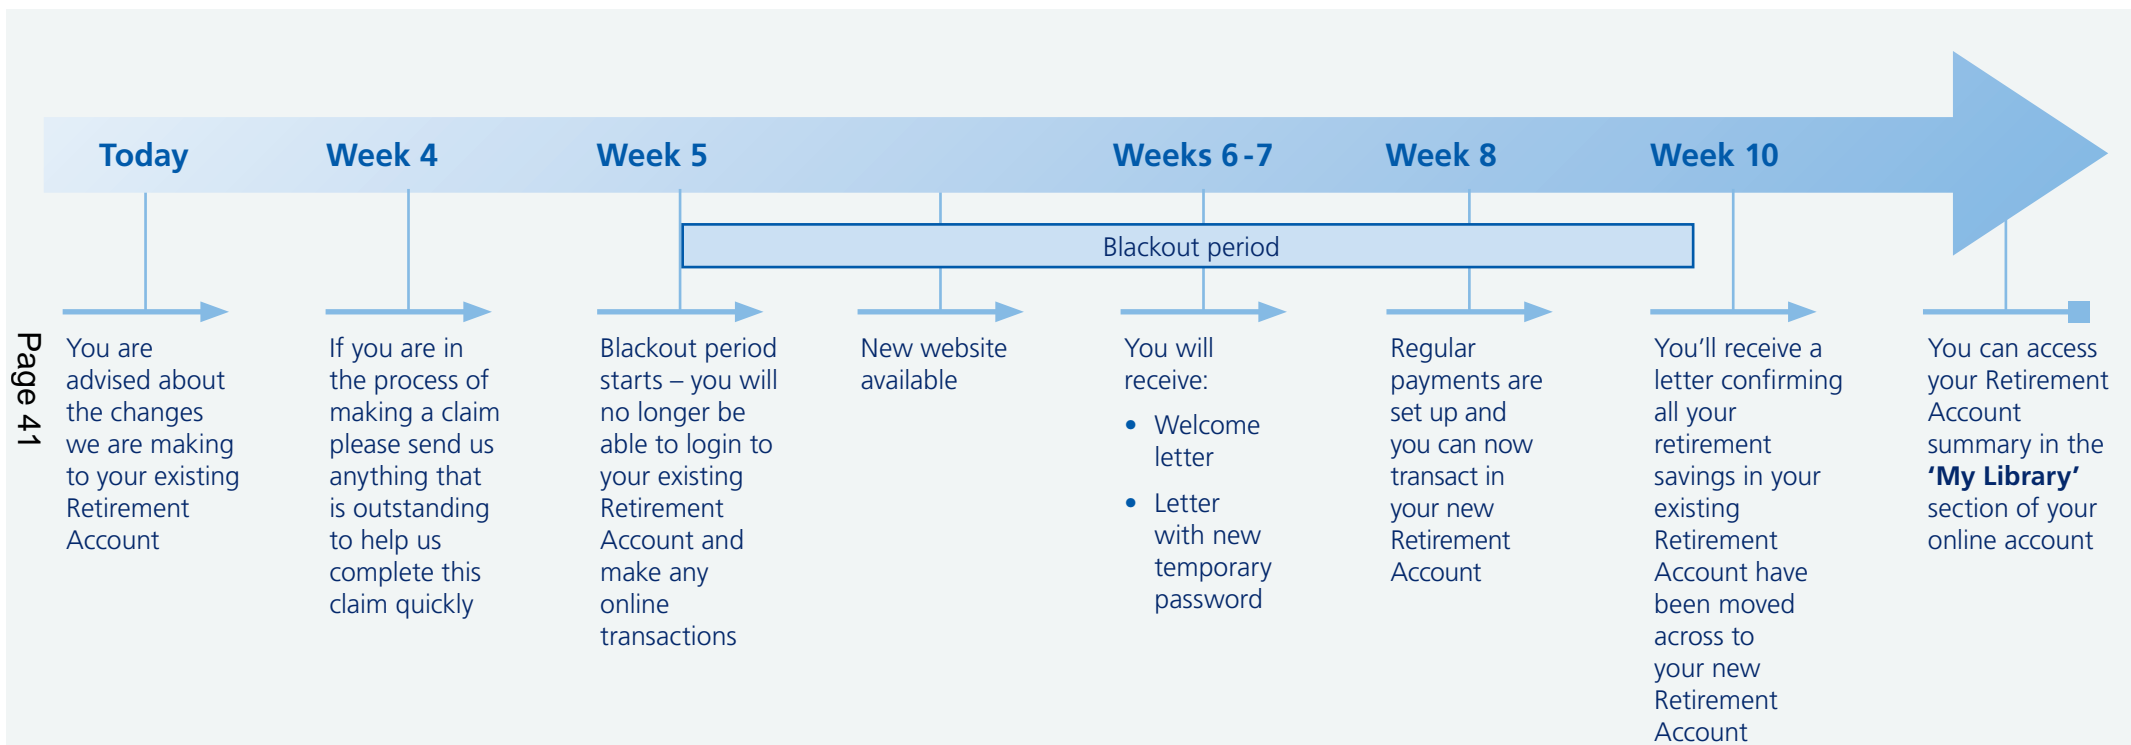 Today
Week 4
Week 5
Weeks 6-7
Week 8
Week 10
Blackout period
You are
advised about
the changes
we are making
to your existing
Retirement
Account
If you are in
the process of
making a claim
please send us
anything that
is outstanding
to help us
complete this
claim quickly
Blackout period
starts – you will
no longer be
able to login to
your existing
Retirement
Account and
make any
online
transactions
New website
available
You will
receive:
• Welcome
letter
• Letter
with new
temporary
password
Regular
payments are
set up and
you can now
transact in
your new
Retirement
Account
You'll receive a
letter confirming
all your
retirement
savings in your
existing
Retirement
Account have
been moved
across to
your new
Retirement
Account
You can access
your Retirement
Account
summary in the
‘My Library’
section of your
online account
Page 41